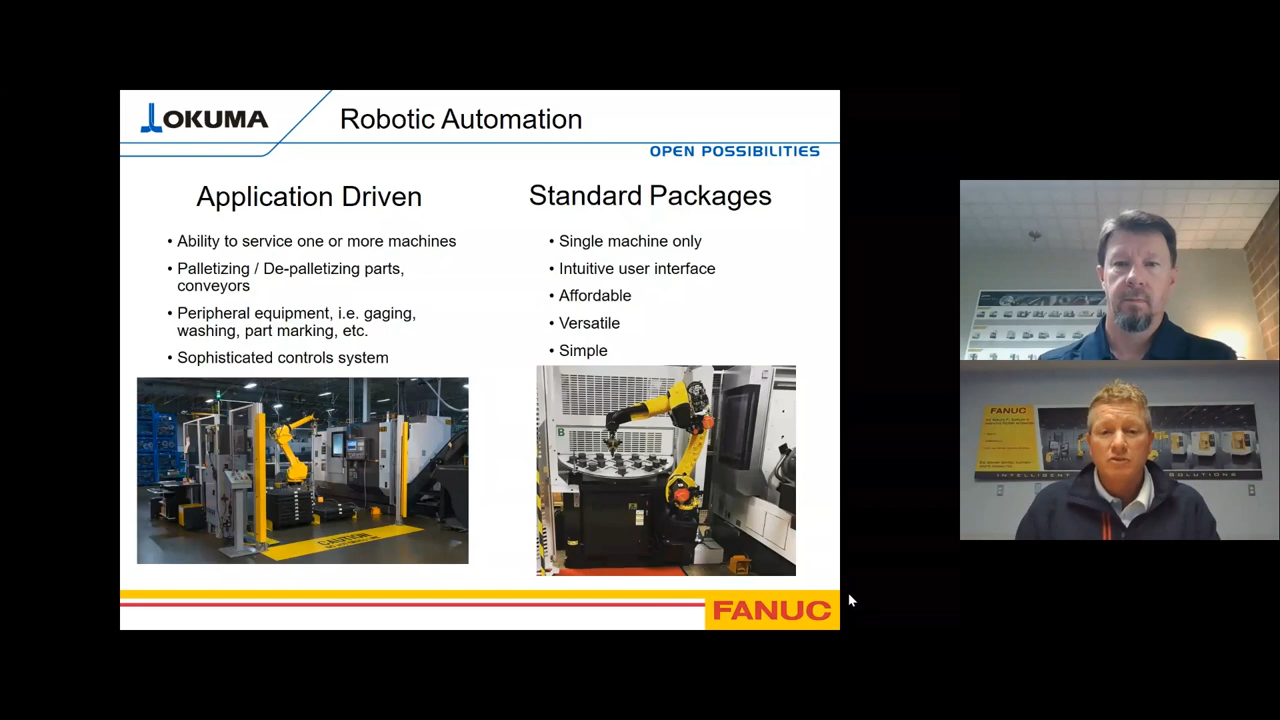 OKUMA
Robotic Automation
OPEN POSSIBILITIES
Application Driven
• Ability to service one or more machines
• Palletizing / De-palletizing parts,
conveyors
• Peripheral equipment, i.e. gaging,
washing, part marking, etc.
• Sophisticated controls system
Standard Packages
• Single machine only
• Intuitive user interface
• Affordable
• Versatile
• Simple
CAUTION
B
FANUC
FANUC
INTELLIGENT
SOLUTIONS